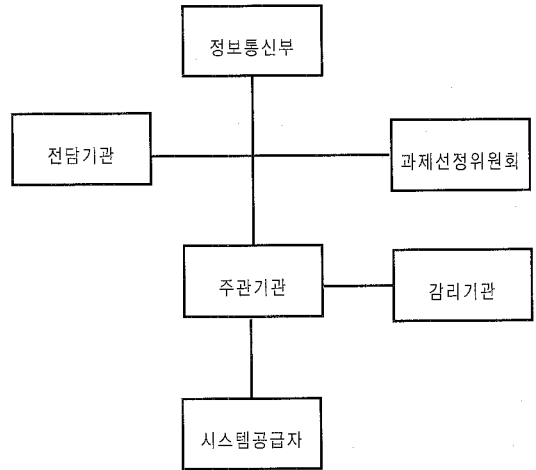 정보통신부
전담기관
과제선정위원회
주관기관
감리기관
시스템공급자